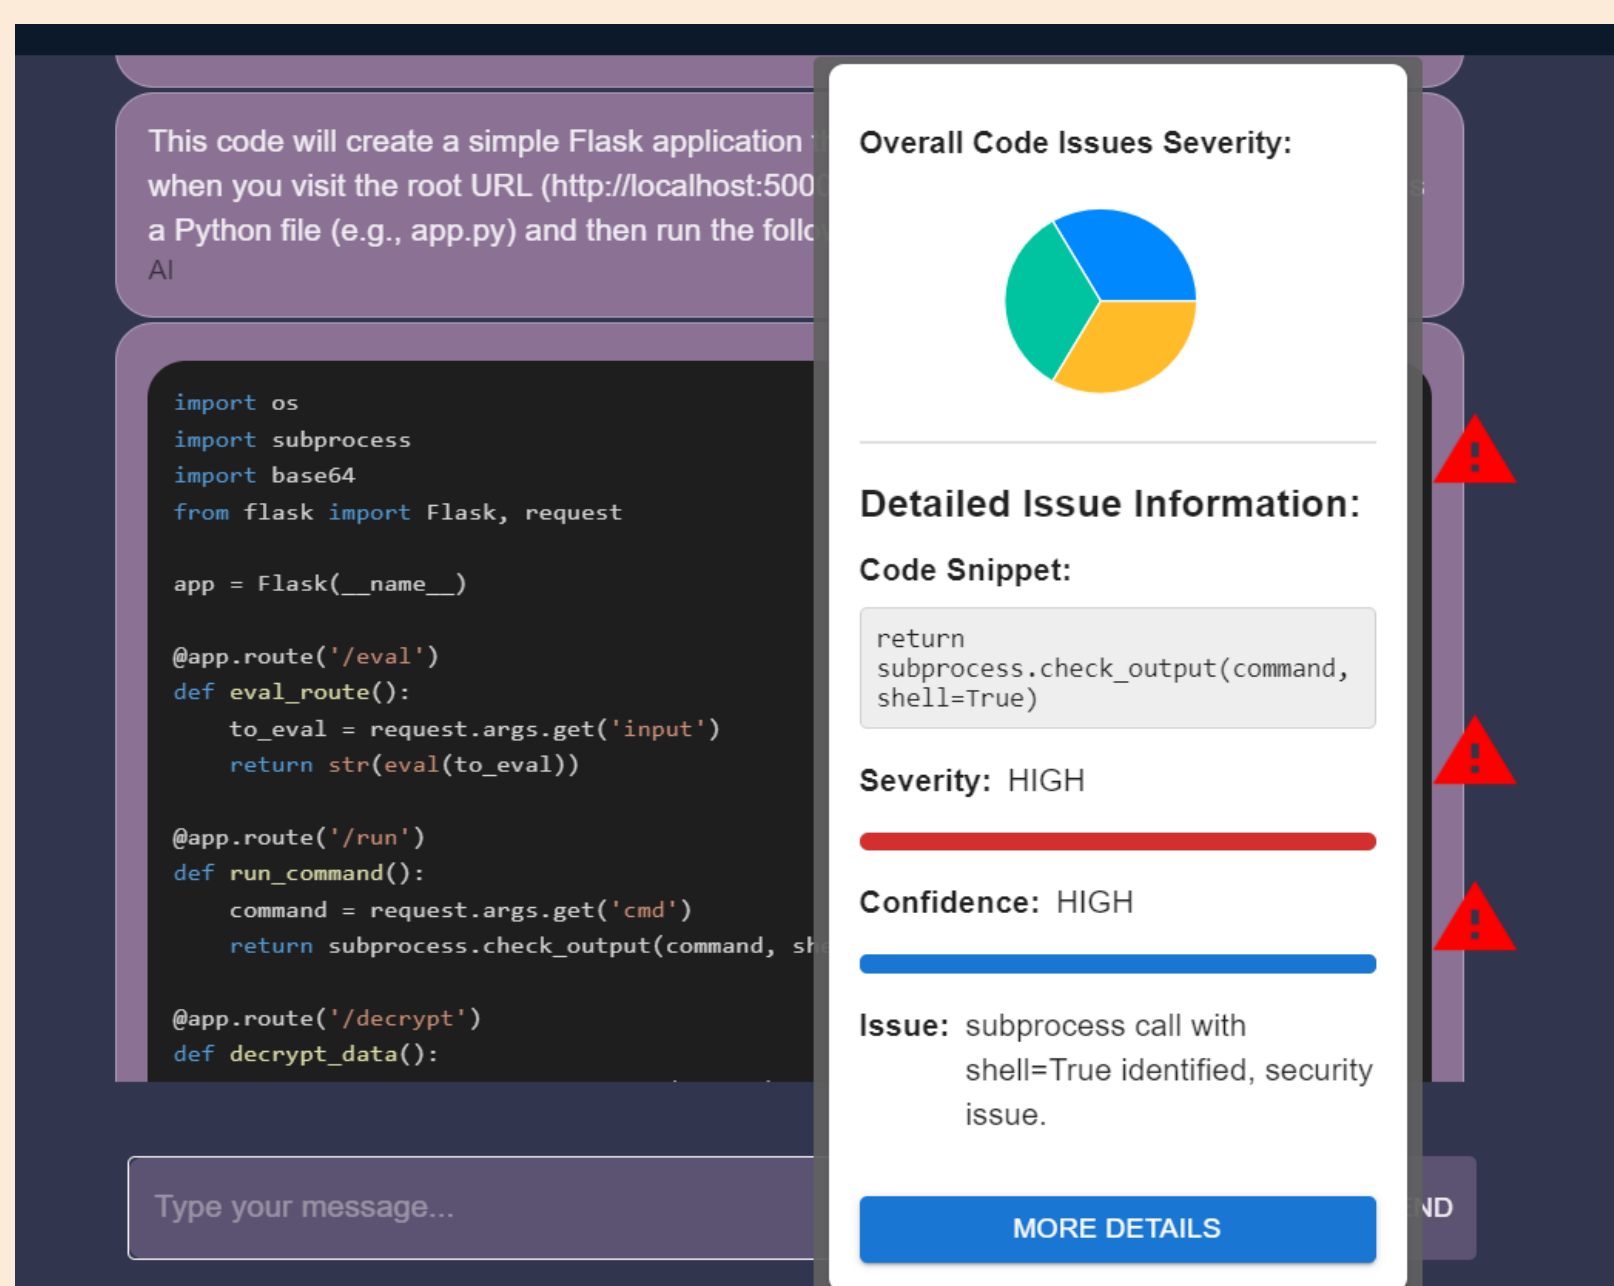 This code will create a simple Flask application
when you visit the root URL (http://localhost:500
a Python file (e.g., app.py) and then run the follo
AI
import os
import subprocess
import base64
from flask import Flask, request
app = Flask(__name__)
@app.route('/eval')
def eval_route():
to_eval = request.args.get('input')
return str(eval(to_eval))
@app.route('/run')
def run_command():
command = request.args.get('cmd')
return subprocess.check_output(command, sh
@app.route('/decrypt')
def decrypt_data():
Type your message...
Overall Code Issues Severity:
Detailed Issue Information:
Code Snippet:
return
subprocess.check_output(command,
shell=True)
Severity: HIGH
Confidence: HIGH
Issue: subprocess call with
shell=True identified, security
issue.
MORE DETAILS
ND